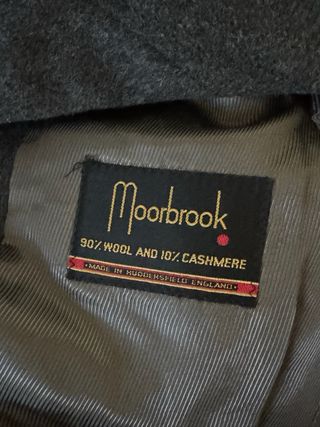 Moorbrook
90% WOOL AND 10% CASHMERE
MADE IN HUDDERSFIELD ENGLAND